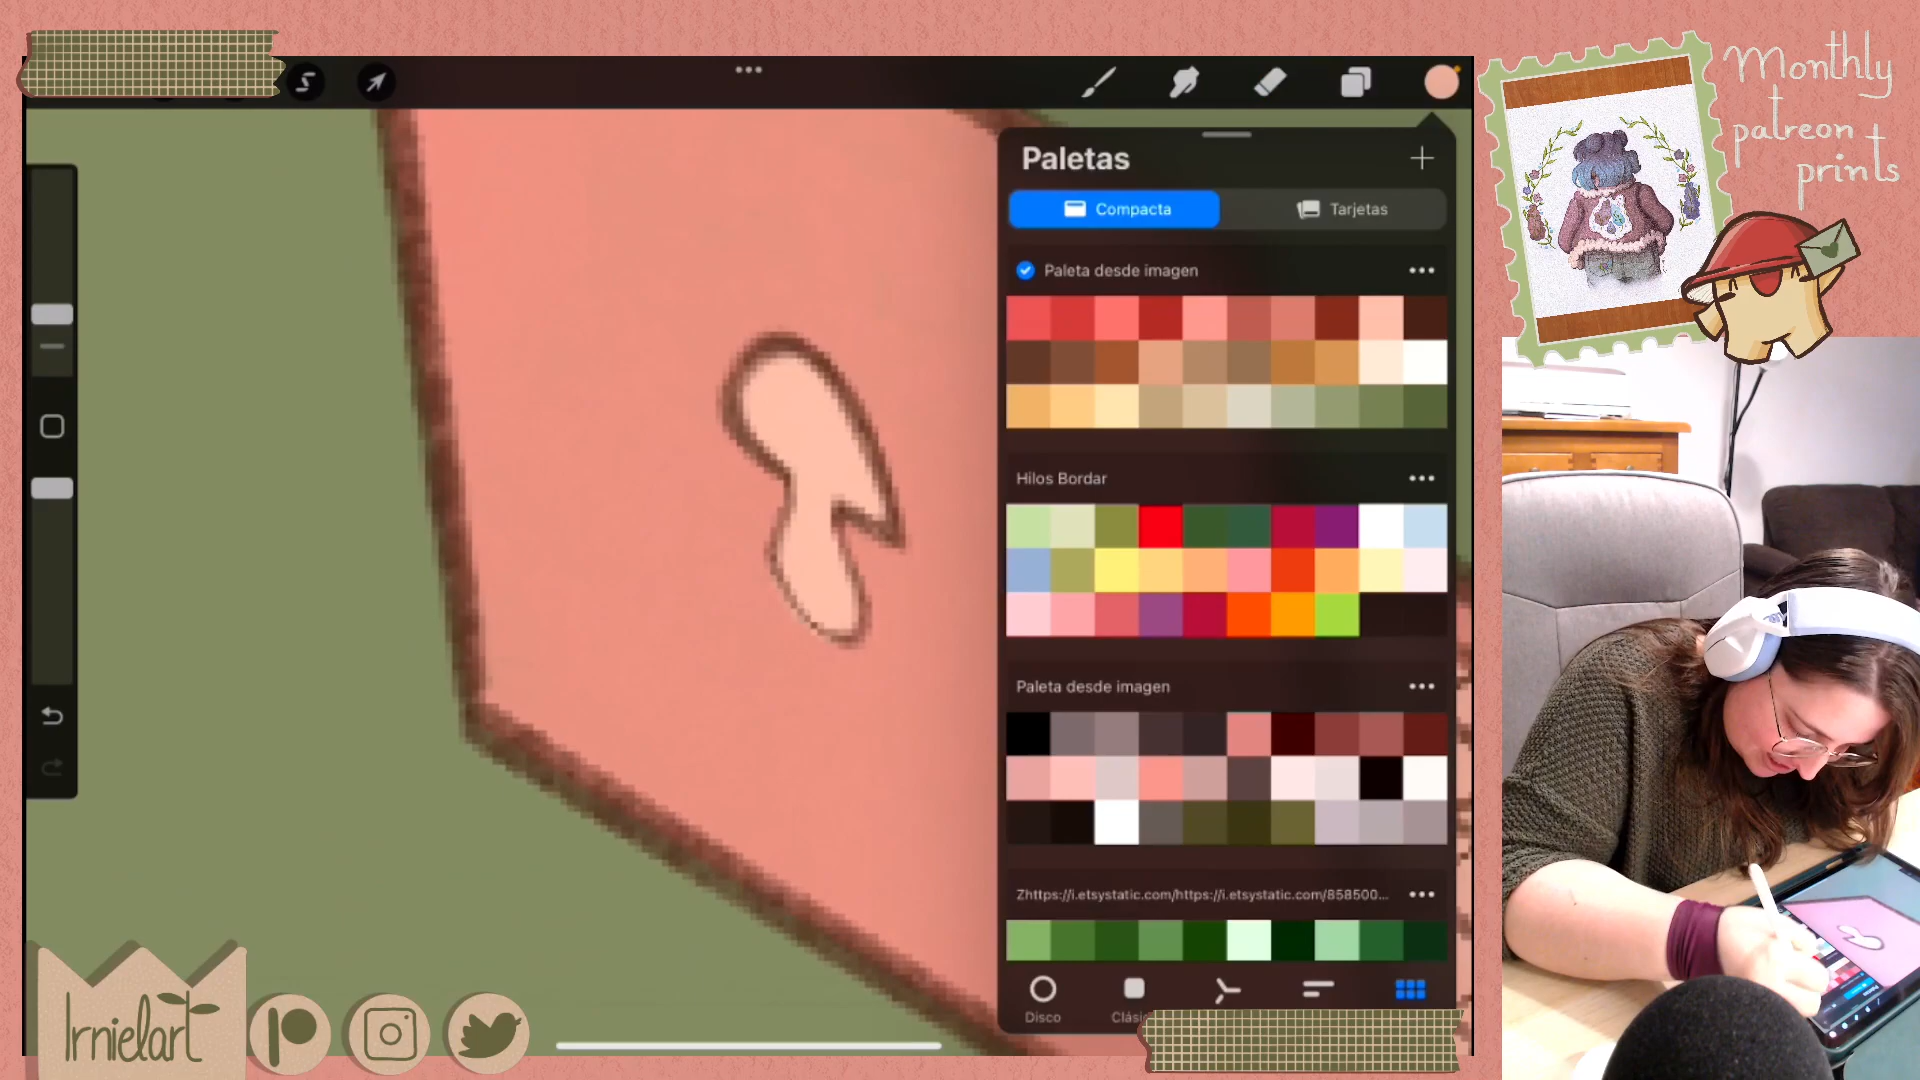 Monthly
patreon
prints
Paletas
Compacta
Tarjetas
Paleta desde imagen
Hilos Bordar
Paleta desde imagen
Zhttps://i.etsystatic.com/https://i.etsystatic.com/858500...
Disco
Irnielart